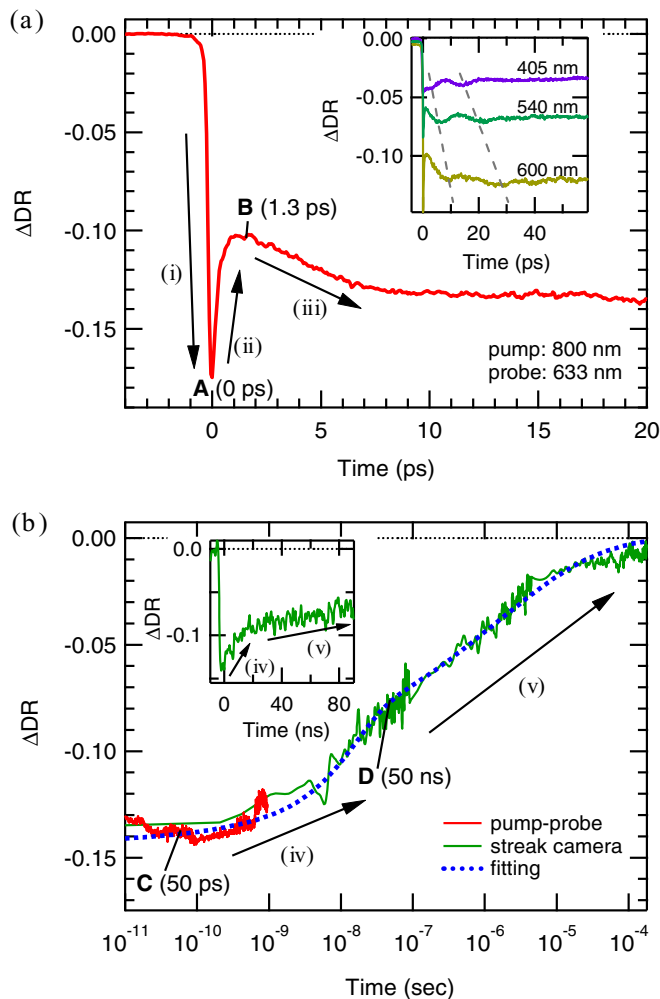 (a)
0.00
-0.05
-0.10
-0.15
ΔDR
(i)
(ii)
(iii)
A (0 ps)
B (1.3 ps)
pump: 800 nm
probe: 633 nm
0 5 10 15 20
Time (ps)
0.00
-0.05
-0.10
ΔDR
405 nm
540 nm
600 nm
0 20 40
Time (ps)
(b)
0.00
-0.05
-0.10
-0.15
ΔDR
0.0
-0.1
ΔDR
(iv)
(v)
0 40 80
Time (ns)
(v)
D (50 ns)
(iv)
C (50 ps)
pump-probe
streak camera
fitting
10⁻¹¹ 10⁻¹⁰ 10⁻⁹ 10⁻⁸ 10⁻⁷ 10⁻⁶ 10⁻⁵ 10⁻⁴
Time (sec)